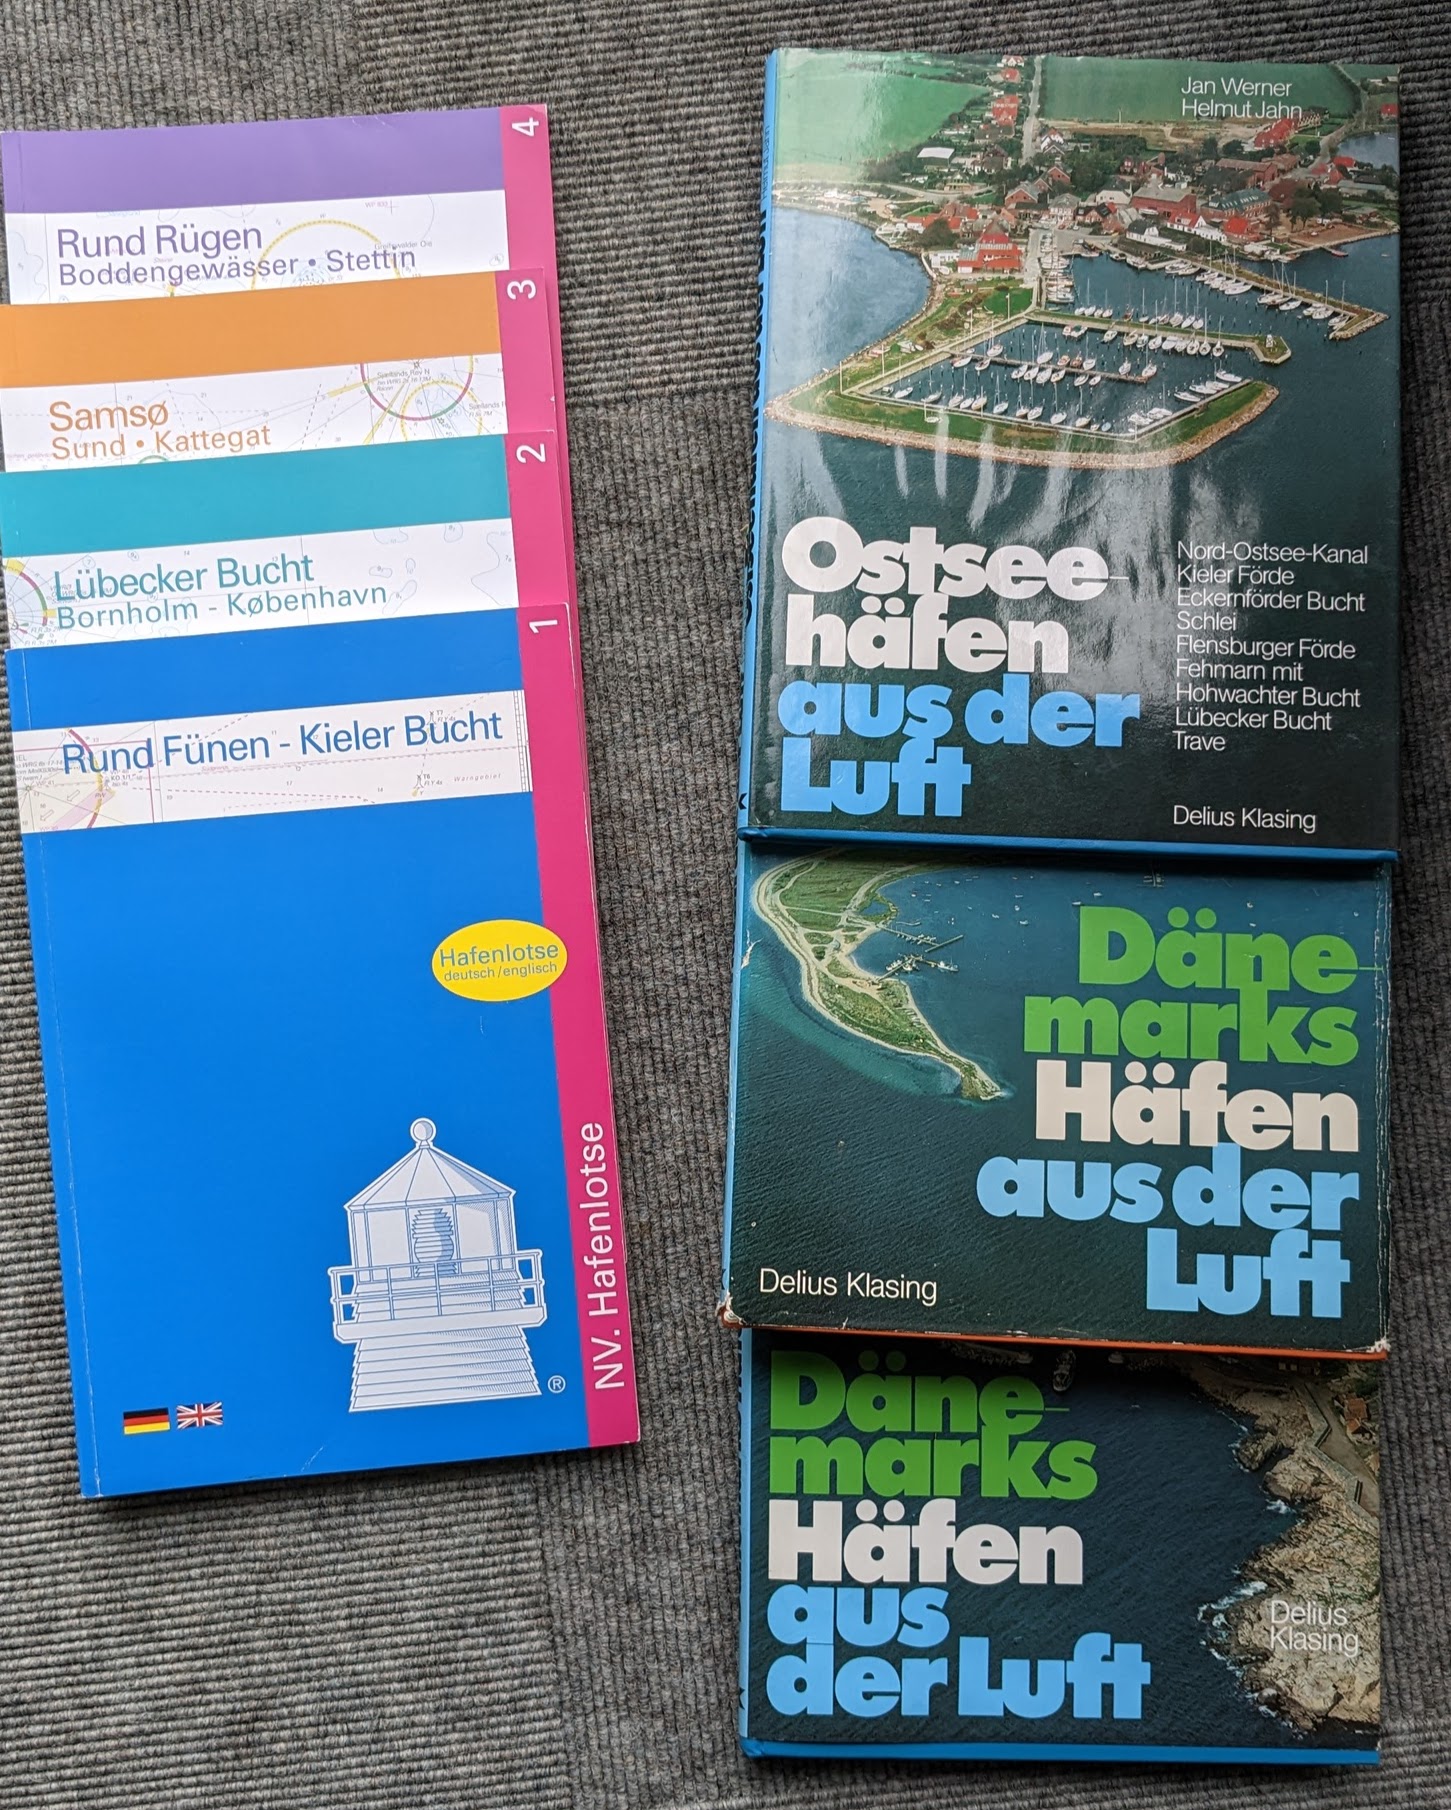 4
Rund Rügen
Boddengewässer • Stettin
3
Samsø
Sund • Kattegat
2
Lübecker Bucht
Bornholm - København
1
Rund Fünen - Kieler Bucht
Hafenlotse
deutsch/englisch
NV. Hafenlotse
®
Jan Werner
Helmut Jahn
Ostsee-
häfen
aus der
Luft
Nord-Ostsee-Kanal
Kieler Förde
Eckernförder Bucht
Schlei
Flensburger Förde
Fehmarn mit
Hohwachter Bucht
Lübecker Bucht
Trave
Delius Klasing
Däne-
marks
Häfen
aus der
Luft
Delius Klasing
Däne-
marks
Häfen
aus
der Luft
Delius
Klasing